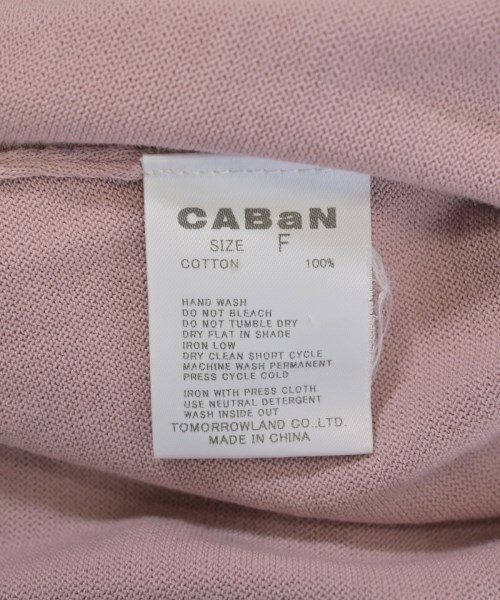 CABaN
SIZE F
COTTON 100%
HAND WASH
DO NOT BLEACH
DO NOT TUMBLE DRY
DRY FLAT IN SHADE
IRON LOW
DRY CLEAN SHORT CYCLE
MACHINE WASH PERMANENT
PRESS CYCLE COLD
IRON WITH PRESS CLOTH
USE NEUTRAL DETERGENT
WASH INSIDE OUT
TOMORROWLAND CO.,LTD.
MADE IN CHINA